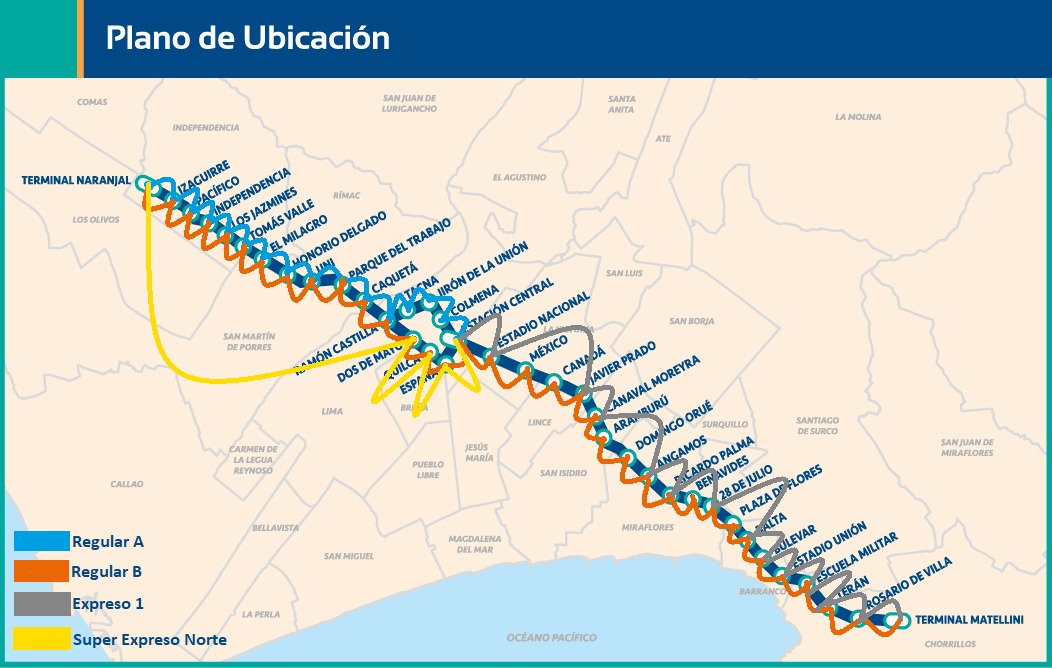 Plano de Ubicación
COMAS
SAN JUAN DE
LURIGANCHO
SANTA
ANITA
LA MOLINA
INDEPENDENCIA
ATE
EL AGUSTINO
TERMINAL NARANJAL
IZAGUIRRE
PACÍFICO
INDEPENDENCIA
LOS JAZMINES
TOMÁS VALLE
EL MILAGRO
HONORIO DELGADO
UNI
PARQUE DEL TRABAJO
CAQUETÁ
TACNA
JIRÓN DE LA UNIÓN
COLMENA
ESTACIÓN CENTRAL
ESTADIO NACIONAL
MÉXICO
CANADÁ
JAVIER PRADO
CANAVAL MOREYRA
ARAMBURÚ
DOMINGO ORUÉ
ANGAMOS
RICARDO PALMA
BENAVIDES
28 DE JULIO
PLAZA DE FLORES
BALTA
BULEVAR
ESTADIO UNIÓN
ESCUELA MILITAR
TERÁN
ROSARIO DE VILLA
TERMINAL MATELLINI
RAMÓN CASTILLA
DOS DE MAYO
QUILCA
ESPAÑA
LOS OLIVOS
RÍMAC
SAN LUIS
SAN BORJA
SAN MARTÍN
DE PORRES
LIMA
LINCE
SURQUILLO
SANTIAGO
DE SURCO
SAN JUAN DE
MIRAFLORES
CARMEN DE
LA LEGUA
REYNOSO
JESÚS
MARÍA
PUEBLO
LIBRE
SAN ISIDRO
CALLAO
BELLAVISTA
MIRAFLORES
MAGDALENA
DEL MAR
SAN MIGUEL
BARRANCO
LA PERLA
OCÉANO PACÍFICO
CHORRILLOS
Regular A
Regular B
Expreso 1
Super Expreso Norte